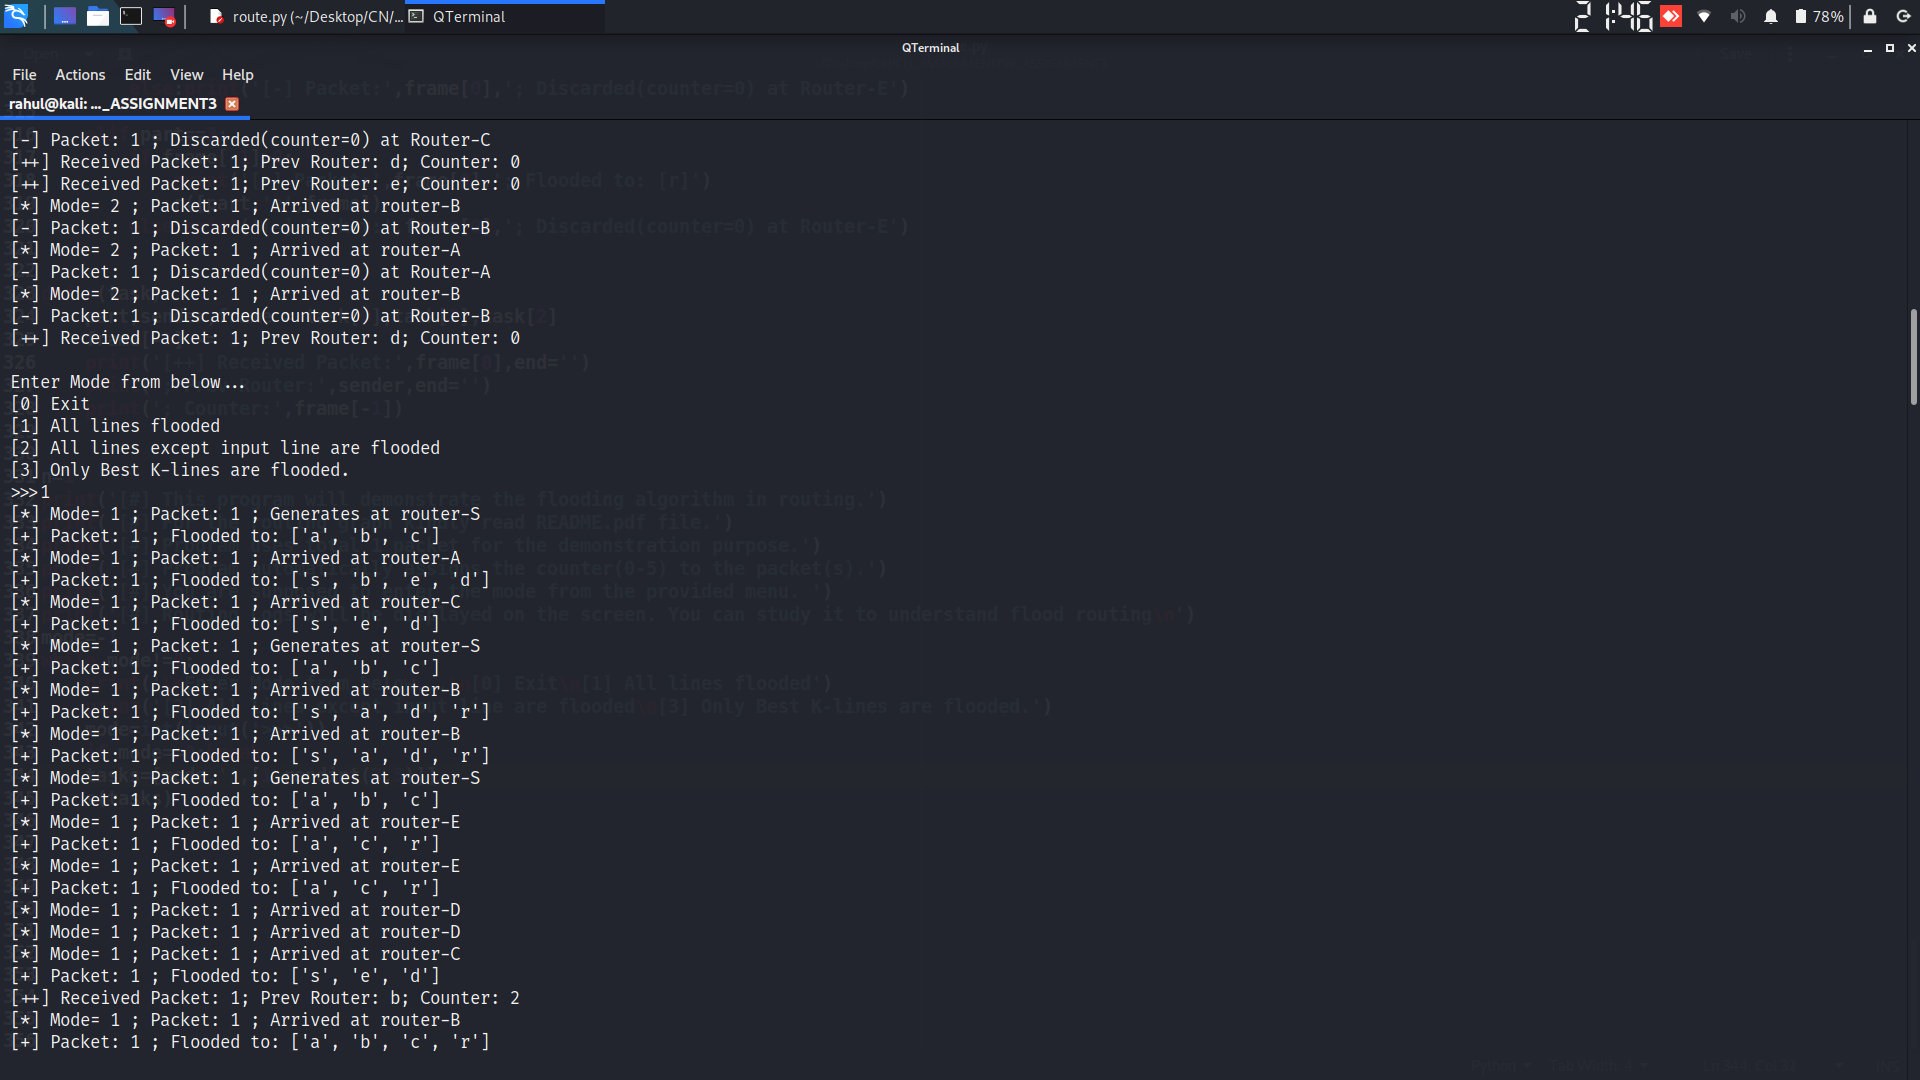 route.py (~/Desktop/CN/...
QTerminal
21:46
78%
QTerminal
File Actions Edit View Help
rahul@kali: ..._ASSIGNMENT3
[-] Packet: 1 ; Discarded(counter=0) at Router-C
[++] Received Packet: 1; Prev Router: d; Counter: 0
[++] Received Packet: 1; Prev Router: e; Counter: 0
[*] Mode= 2 ; Packet: 1 ; Arrived at router-B
[-] Packet: 1 ; Discarded(counter=0) at Router-B
[*] Mode= 2 ; Packet: 1 ; Arrived at router-A
[-] Packet: 1 ; Discarded(counter=0) at Router-A
[*] Mode= 2 ; Packet: 1 ; Arrived at router-B
[-] Packet: 1 ; Discarded(counter=0) at Router-B
[++] Received Packet: 1; Prev Router: d; Counter: 0
Enter Mode from below...
[0] Exit
[1] All lines flooded
[2] All lines except input line are flooded
[3] Only Best K-lines are flooded.
>>>1
[*] Mode= 1 ; Packet: 1 ; Generates at router-S
[+] Packet: 1 ; Flooded to: ['a', 'b', 'c']
[*] Mode= 1 ; Packet: 1 ; Arrived at router-A
[+] Packet: 1 ; Flooded to: ['s', 'b', 'e', 'd']
[*] Mode= 1 ; Packet: 1 ; Arrived at router-C
[+] Packet: 1 ; Flooded to: ['s', 'e', 'd']
[*] Mode= 1 ; Packet: 1 ; Generates at router-S
[+] Packet: 1 ; Flooded to: ['a', 'b', 'c']
[*] Mode= 1 ; Packet: 1 ; Arrived at router-B
[+] Packet: 1 ; Flooded to: ['s', 'a', 'd', 'r']
[*] Mode= 1 ; Packet: 1 ; Arrived at router-B
[+] Packet: 1 ; Flooded to: ['s', 'a', 'd', 'r']
[*] Mode= 1 ; Packet: 1 ; Generates at router-S
[+] Packet: 1 ; Flooded to: ['a', 'b', 'c']
[*] Mode= 1 ; Packet: 1 ; Arrived at router-E
[+] Packet: 1 ; Flooded to: ['a', 'c', 'r']
[*] Mode= 1 ; Packet: 1 ; Arrived at router-E
[+] Packet: 1 ; Flooded to: ['a', 'c', 'r']
[*] Mode= 1 ; Packet: 1 ; Arrived at router-D
[*] Mode= 1 ; Packet: 1 ; Arrived at router-D
[*] Mode= 1 ; Packet: 1 ; Arrived at router-C
[+] Packet: 1 ; Flooded to: ['s', 'e', 'd']
[++] Received Packet: 1; Prev Router: b; Counter: 2
[*] Mode= 1 ; Packet: 1 ; Arrived at router-B
[+] Packet: 1 ; Flooded to: ['a', 'b', 'c', 'r']